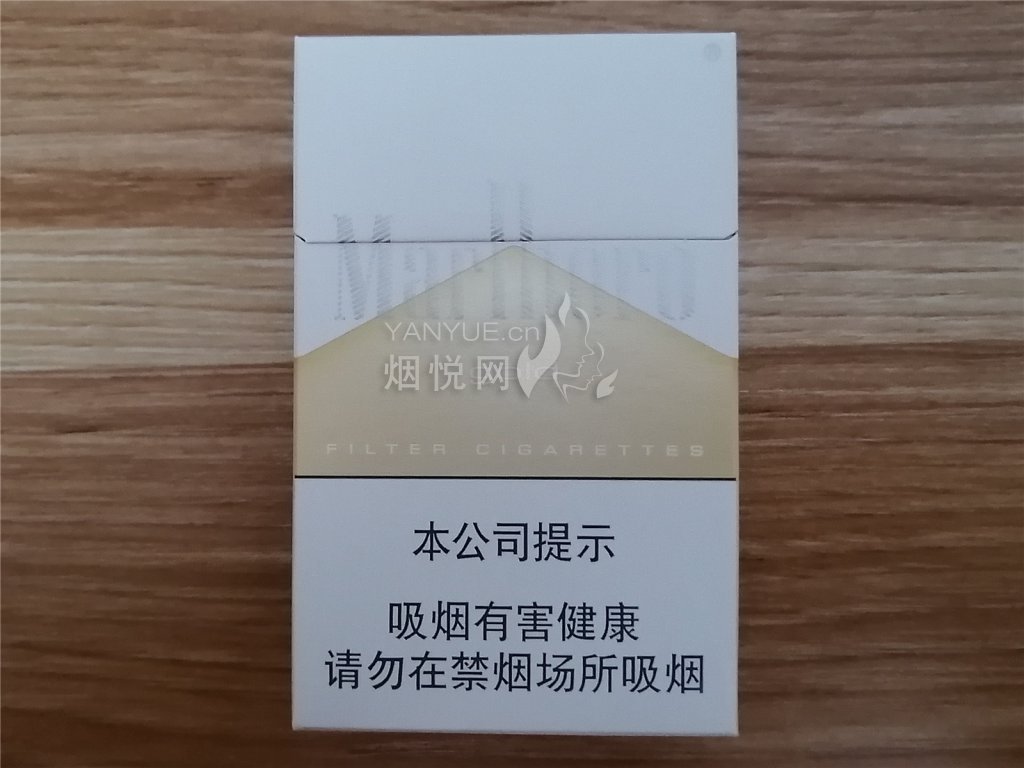 Marlboro
YANYUE.cn
烟悦网
FILTER CIGARETTES
本公司提示
吸烟有害健康
请勿在禁烟场所吸烟